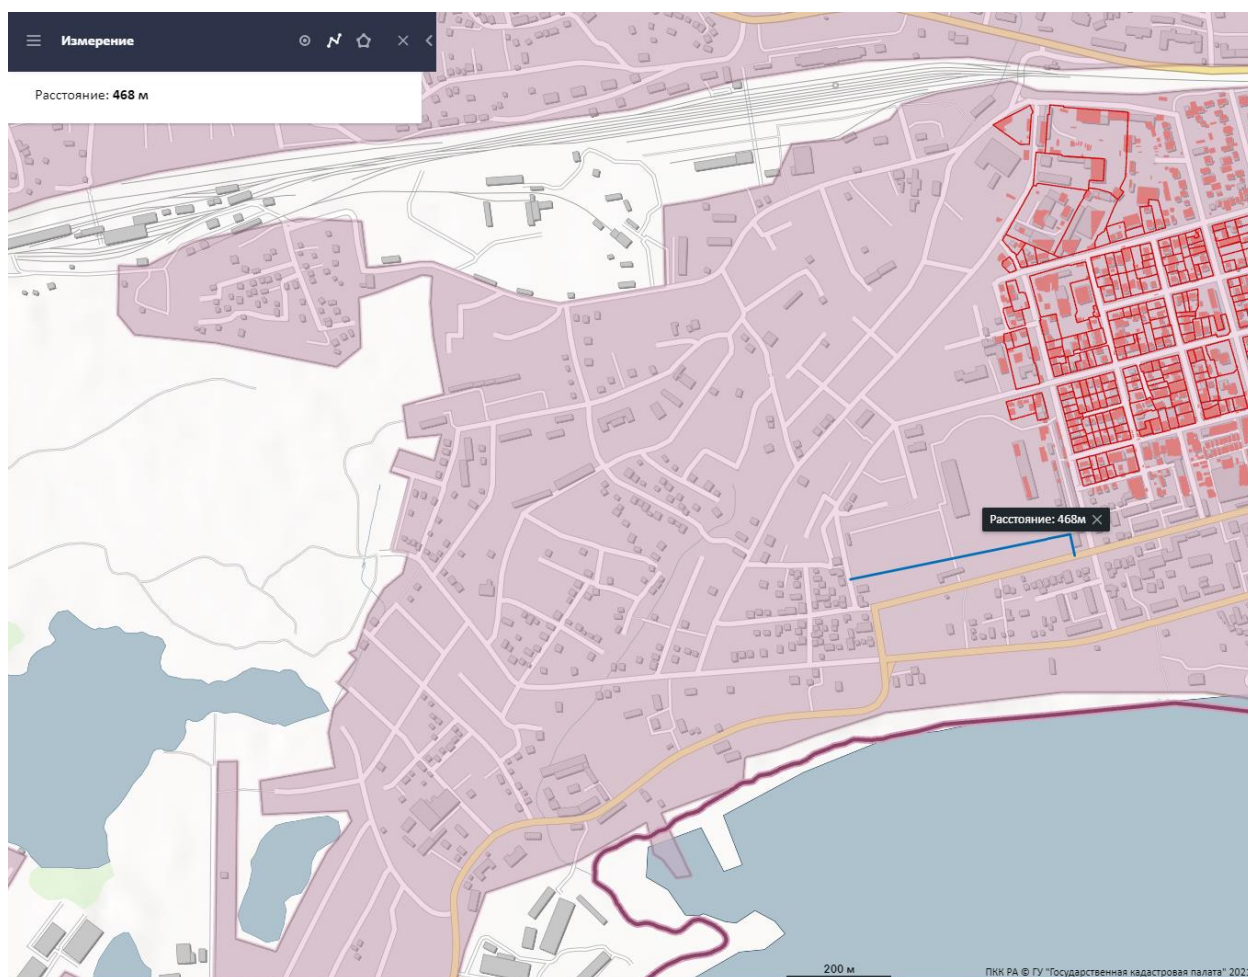 Измерение
Расстояние: 468 м
Расстояние: 468м
200 м
ПКК РА © ГУ "Государственная кадастровая палата" 202